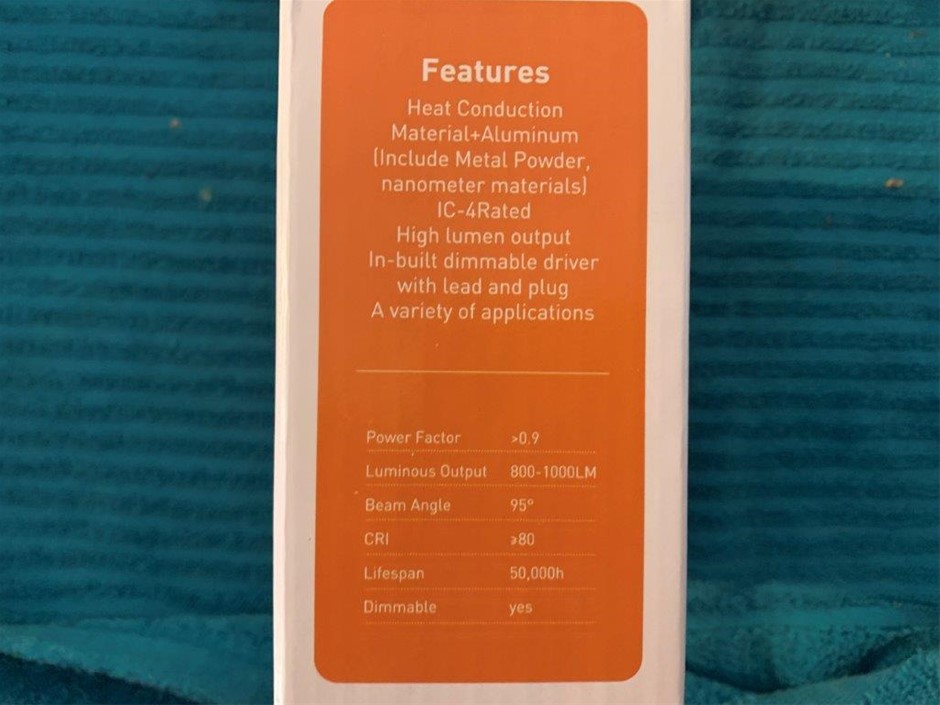 Features
Heat Conduction
Material+Aluminum
(Include Metal Powder,
nanometer materials)
IC-4Rated
High lumen output
In-built dimmable driver
with lead and plug
A variety of applications
Power Factor >0.9
Luminous Output 800-1000LM
Beam Angle 95°
CRI ≥80
Lifespan 50,000h
Dimmable yes